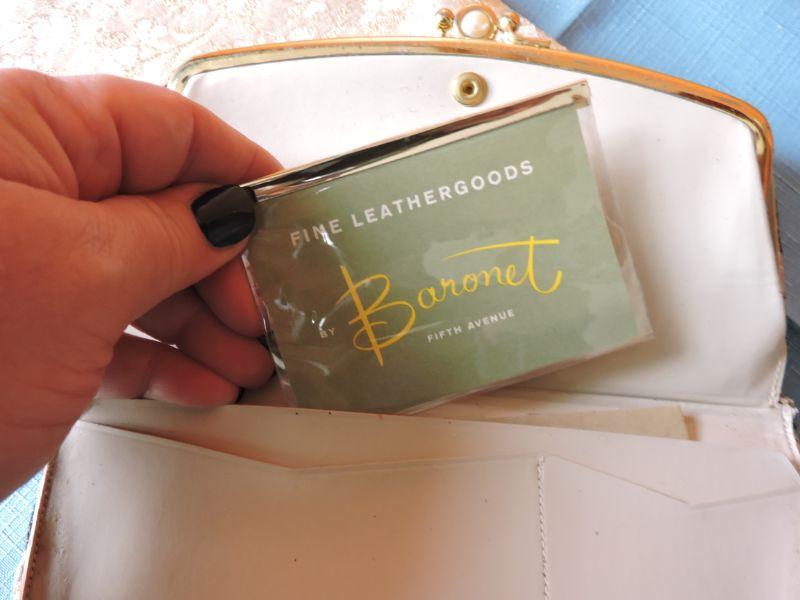 FINE LEATHERGOODS
BY Baronet
FIFTH AVENUE